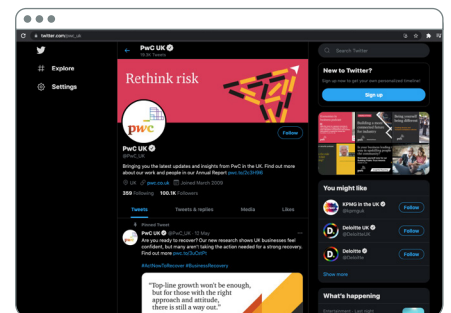 twitter.com/pwc_uk
PwC UK
19.3K Tweets
Search Twitter
Explore
Settings
Rethink risk
New to Twitter?
Sign up now to get your own personalized timeline!
Sign up
pwc
Follow
PwC UK
@PwC_UK
Bringing you the latest updates and insights from PwC in the UK. Find out more
about our work and people in our Annual Report
UK pwc.co.uk Joined March 2009
359 Following 100.1K Followers
Tweets Tweets & replies Media Likes
Pinned Tweet
PwC UK @PwC_UK · 12 May
Are you ready to recover? Our new research shows UK businesses feel
confident, but many aren't taking the action needed for a strong recovery.
Find out more
#ActNowToRecover #BusinessRecovery
"Top-line growth won't be enough,
but for those with the right
approach and attitude,
there is still a way out."
You might like
KPMG in the UK
@kpmguk
Follow
Deloitte UK
@DeloitteUK
Follow
Deloitte
@Deloitte
Follow
Show more
What's happening
Entertainment · Last night